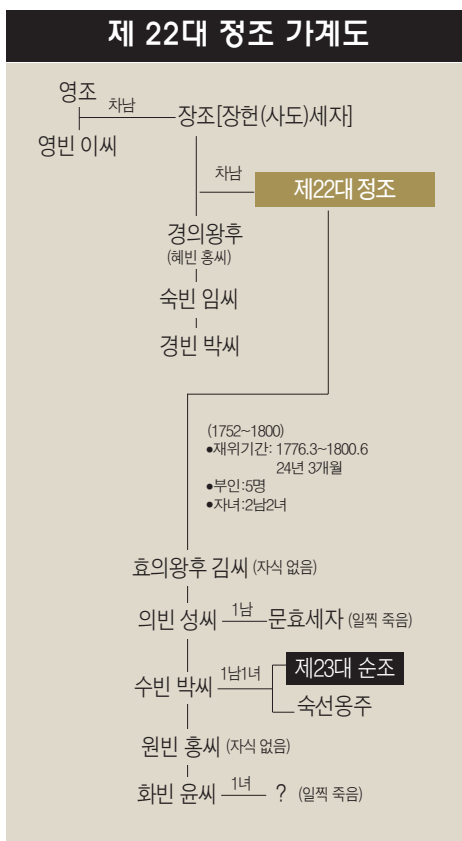 제 22대 정조 가계도
영조
차남
장조[장헌(사도)세자]
영빈 이씨
차남
제22대 정조
경의왕후
(혜빈 홍씨)
숙빈 임씨
경빈 박씨
(1752~1800)
●재위기간: 1776.3~1800.6
24년 3개월
●부인:5명
●자녀:2남2녀
효의왕후 김씨 (자식 없음)
의빈 성씨 1남 문효세자 (일찍 죽음)
수빈 박씨 1남1녀 제23대 순조
숙선옹주
원빈 홍씨 (자식 없음)
화빈 윤씨 1녀 ? (일찍 죽음)